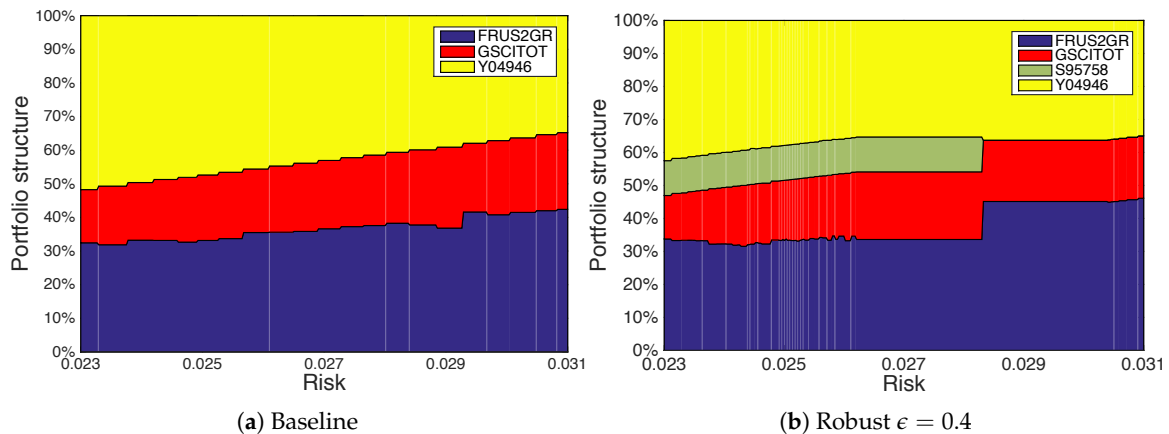 100%
90%
80%
70%
60%
50%
40%
30%
20%
10%
0%
Portfolio structure
FRUS2GR
GSCITOT
Y04946
0.023
0.025
0.027
0.029
0.031
Risk
(a) Baseline
100%
90%
80%
70%
60%
50%
40%
30%
20%
10%
0%
Portfolio structure
FRUS2GR
GSCITOT
S95758
Y04946
0.023
0.025
0.027
0.029
0.031
Risk
(b) Robust ϵ = 0.4